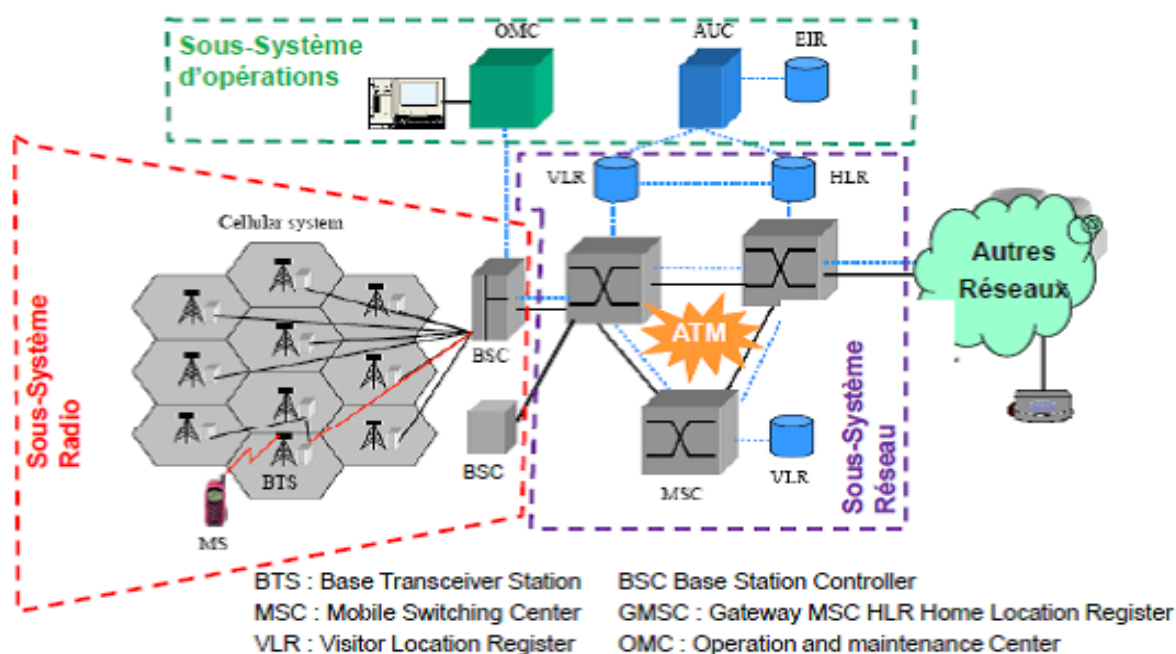 Sous-Système
d'opérations
OMC
AUC
EIR
VLR
HLR
Cellular system
BSC
BSC
BTS
MS
Sous-Système
Radio
ATM
MSC
VLR
Sous-Système
Réseau
Autres
Réseaux
BTS : Base Transceiver Station BSC Base Station Controller
MSC : Mobile Switching Center GMSC : Gateway MSC HLR Home Location Register
VLR : Visitor Location Register OMC : Operation and maintenance Center